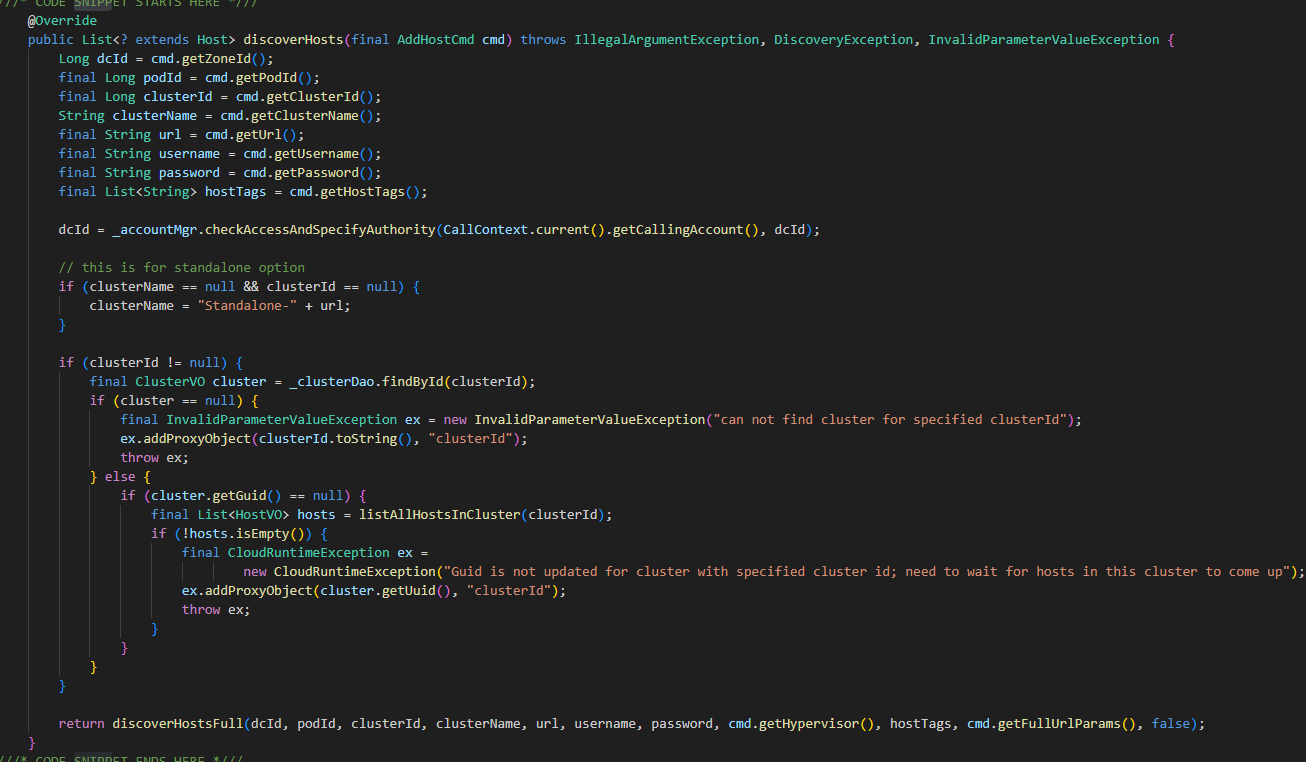 ///* CODE SNIPPET STARTS HERE *///
@Override
public List<? extends Host> discoverHosts(final AddHostCmd cmd) throws IllegalArgumentException, DiscoveryException, InvalidParameterValueException {
Long dcId = cmd.getZoneId();
final Long podId = cmd.getPodId();
final Long clusterId = cmd.getClusterId();
String clusterName = cmd.getClusterName();
final String url = cmd.getUrl();
final String username = cmd.getUsername();
final String password = cmd.getPassword();
final List<String> hostTags = cmd.getHostTags();
dcId = _accountMgr.checkAccessAndSpecifyAuthority(CallContext.current().getCallingAccount(), dcId);
// this is for standalone option
if (clusterName == null && clusterId == null) {
clusterName = "Standalone-" + url;
}
if (clusterId != null) {
final ClusterVO cluster = _clusterDao.findById(clusterId);
if (cluster == null) {
final InvalidParameterValueException ex = new InvalidParameterValueException("can not find cluster for specified clusterId");
ex.addProxyObject(clusterId.toString(), "clusterId");
throw ex;
} else {
if (cluster.getGuid() == null) {
final List<HostVO> hosts = listAllHostsInCluster(clusterId);
if (!hosts.isEmpty()) {
final CloudRuntimeException ex =
new CloudRuntimeException("Guid is not updated for cluster with specified cluster id; need to wait for hosts in this cluster to come up");
ex.addProxyObject(cluster.getUuid(), "clusterId");
throw ex;
}
}
}
}
return discoverHostsFull(dcId, podId, clusterId, clusterName, url, username, password, cmd.getHypervisor(), hostTags, cmd.getFullUrlParams(), false);
}
///* CODE SNIPPET ENDS HERE *///